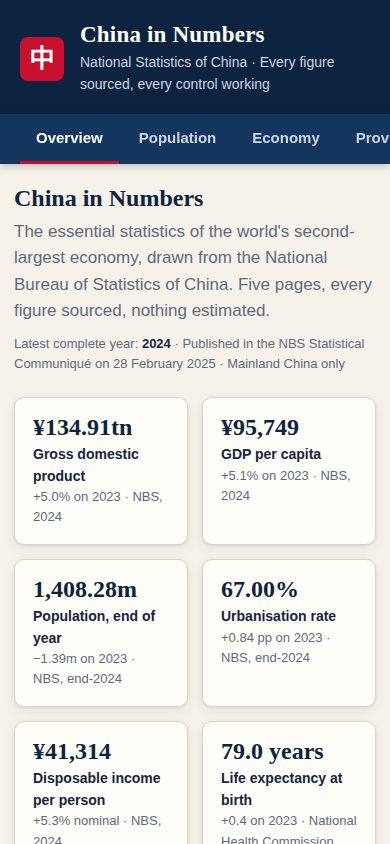 中
China in Numbers
National Statistics of China · Every figure
sourced, every control working
Overview Population Economy Prov
China in Numbers
The essential statistics of the world's second-
largest economy, drawn from the National
Bureau of Statistics of China. Five pages, every
figure sourced, nothing estimated.
Latest complete year: 2024 · Published in the NBS Statistical
Communiqué on 28 February 2025 · Mainland China only
¥134.91tn
Gross domestic
product
+5.0% on 2023 · NBS,
2024
¥95,749
GDP per capita
+5.1% on 2023 · NBS,
2024
1,408.28m
Population, end of
year
−1.39m on 2023 ·
NBS, end-2024
67.00%
Urbanisation rate
+0.84 pp on 2023 ·
NBS, end-2024
¥41,314
Disposable income
per person
+5.3% nominal · NBS,
2024
79.0 years
Life expectancy at
birth
+0.4 on 2023 · National
Health Commission